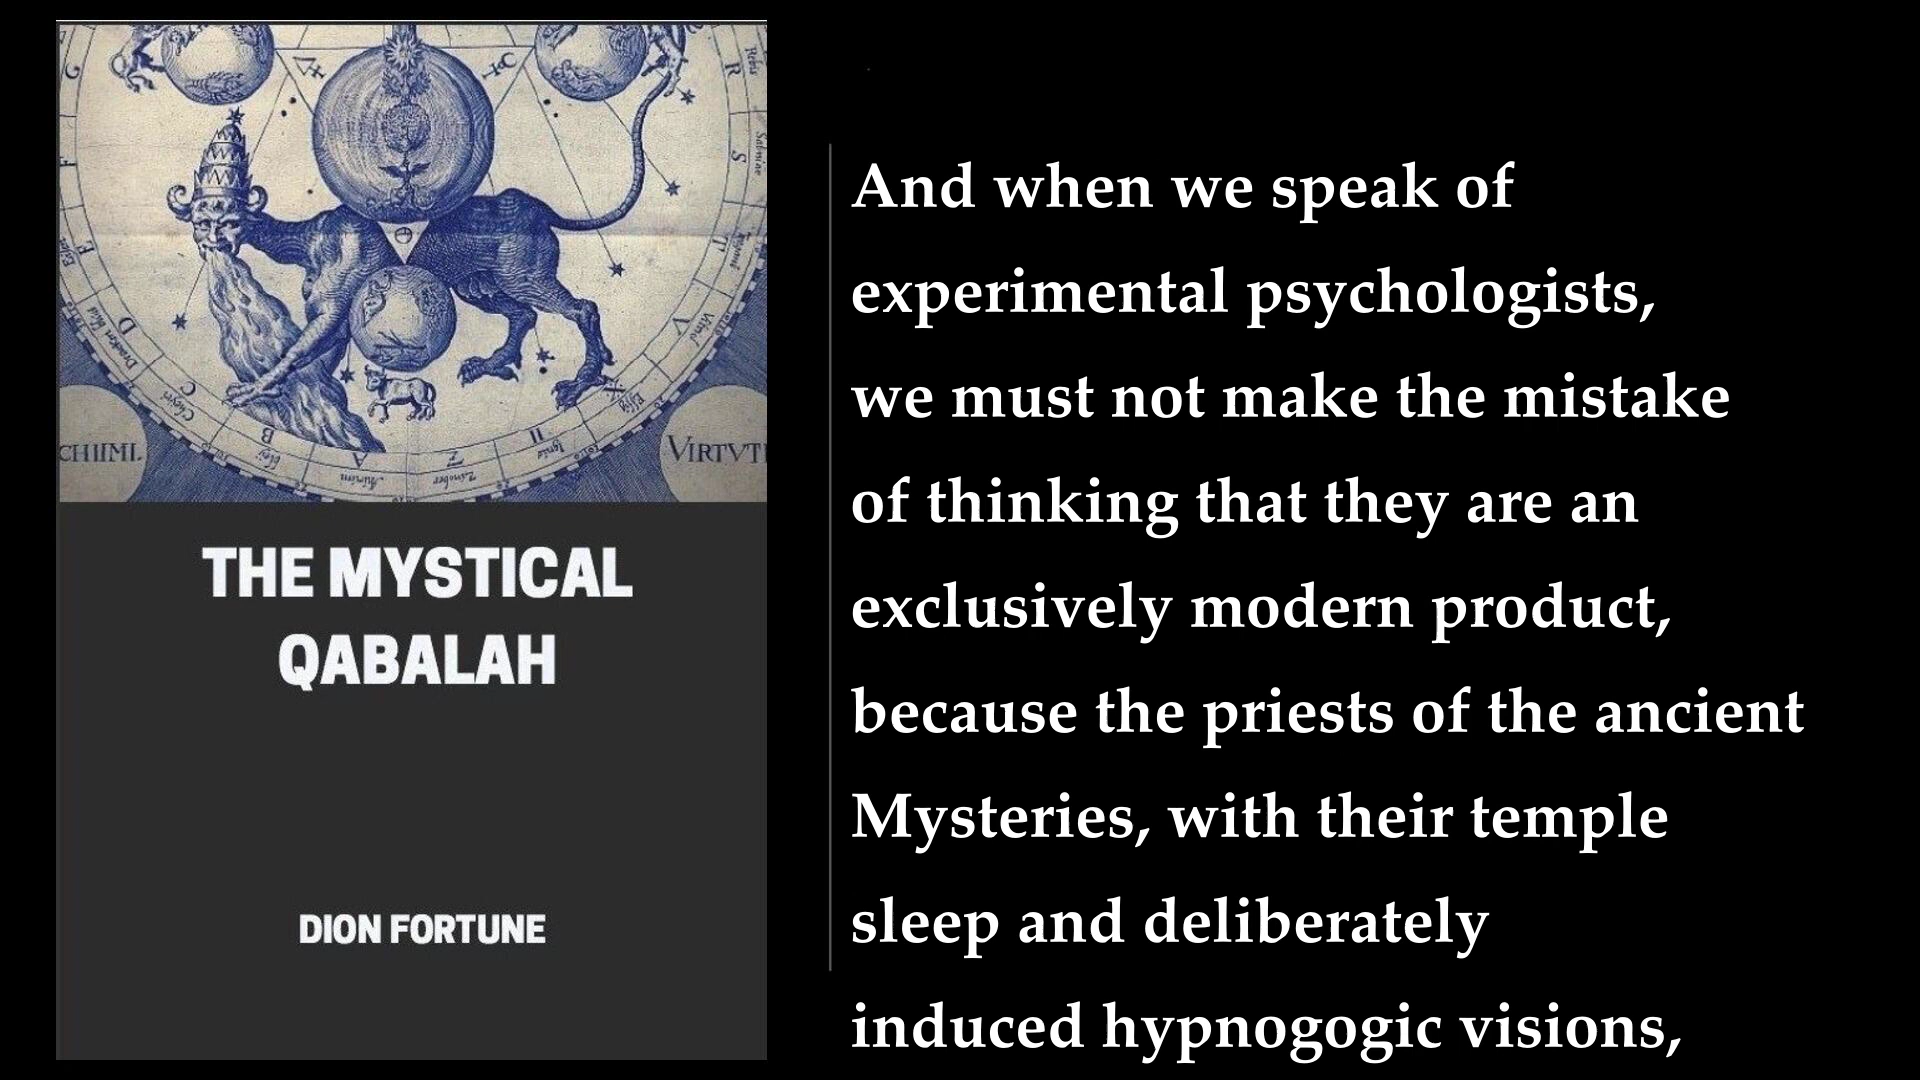 CHIIMI.
VIRTVT
THE MYSTICAL
QABALAH
DION FORTUNE
And when we speak of
experimental psychologists,
we must not make the mistake
of thinking that they are an
exclusively modern product,
because the priests of the ancient
Mysteries, with their temple
sleep and deliberately
induced hypnogogic visions,